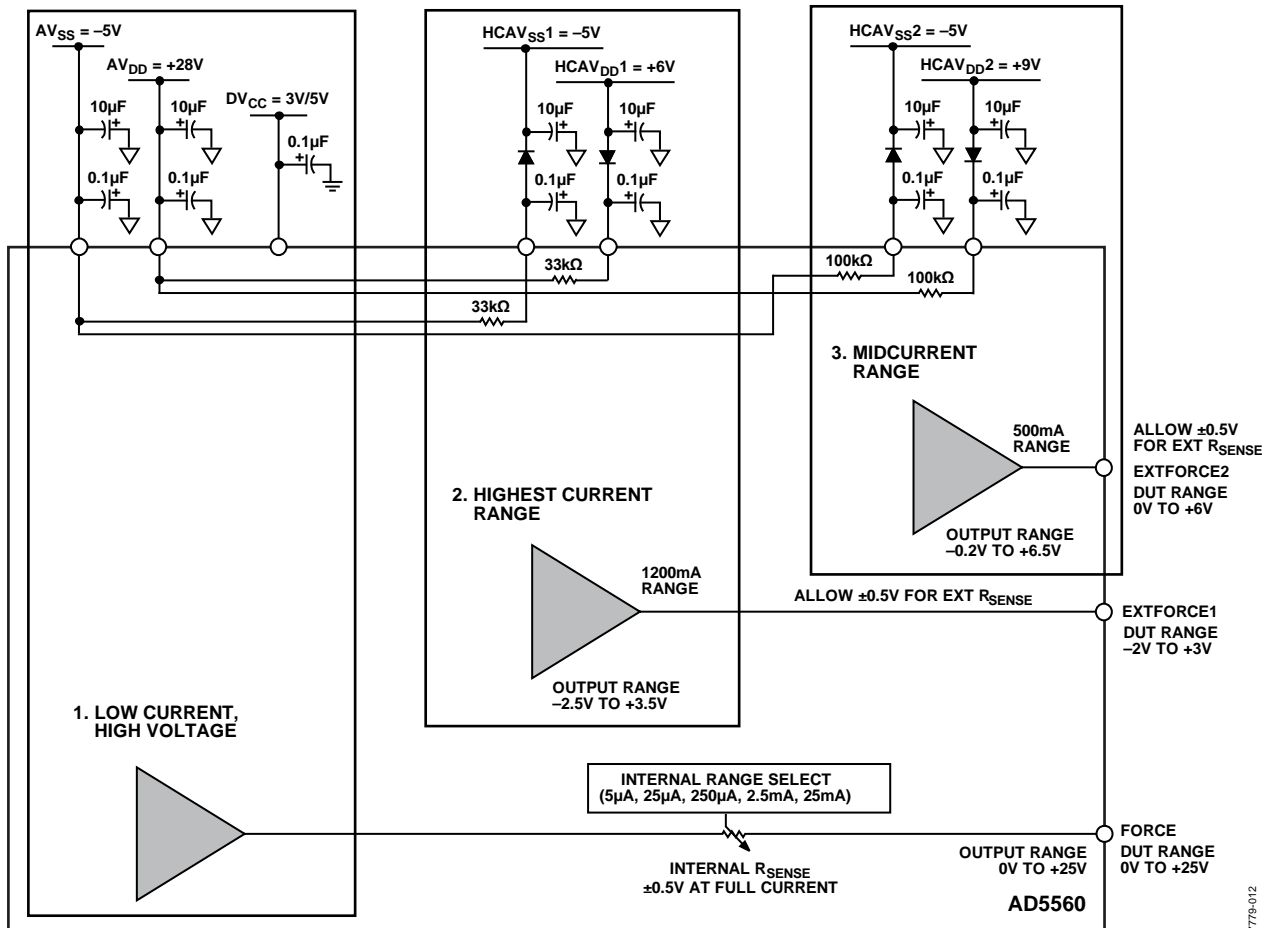 AVSS = –5V
AVDD = +28V
DVCC = 3V/5V
10µF
+
10µF
+
0.1µF
+
0.1µF
+
0.1µF
+
HCAVSS1 = –5V
HCAVDD1 = +6V
10µF
+
10µF
+
0.1µF
+
0.1µF
+
HCAVSS2 = –5V
HCAVDD2 = +9V
10µF
+
10µF
+
0.1µF
+
0.1µF
+
33kΩ
100kΩ
100kΩ
33kΩ
3. MIDCURRENT
RANGE
500mA
RANGE
OUTPUT RANGE
–0.2V TO +6.5V
ALLOW ±0.5V
FOR EXT RSENSE
EXTFORCE2
DUT RANGE
0V TO +6V
2. HIGHEST CURRENT
RANGE
1200mA
RANGE
OUTPUT RANGE
–2.5V TO +3.5V
ALLOW ±0.5V FOR EXT RSENSE
EXTFORCE1
DUT RANGE
–2V TO +3V
1. LOW CURRENT,
HIGH VOLTAGE
INTERNAL RANGE SELECT
(5µA, 25µA, 250µA, 2.5mA, 25mA)
INTERNAL RSENSE
±0.5V AT FULL CURRENT
OUTPUT RANGE
0V TO +25V
FORCE
DUT RANGE
0V TO +25V
AD5560